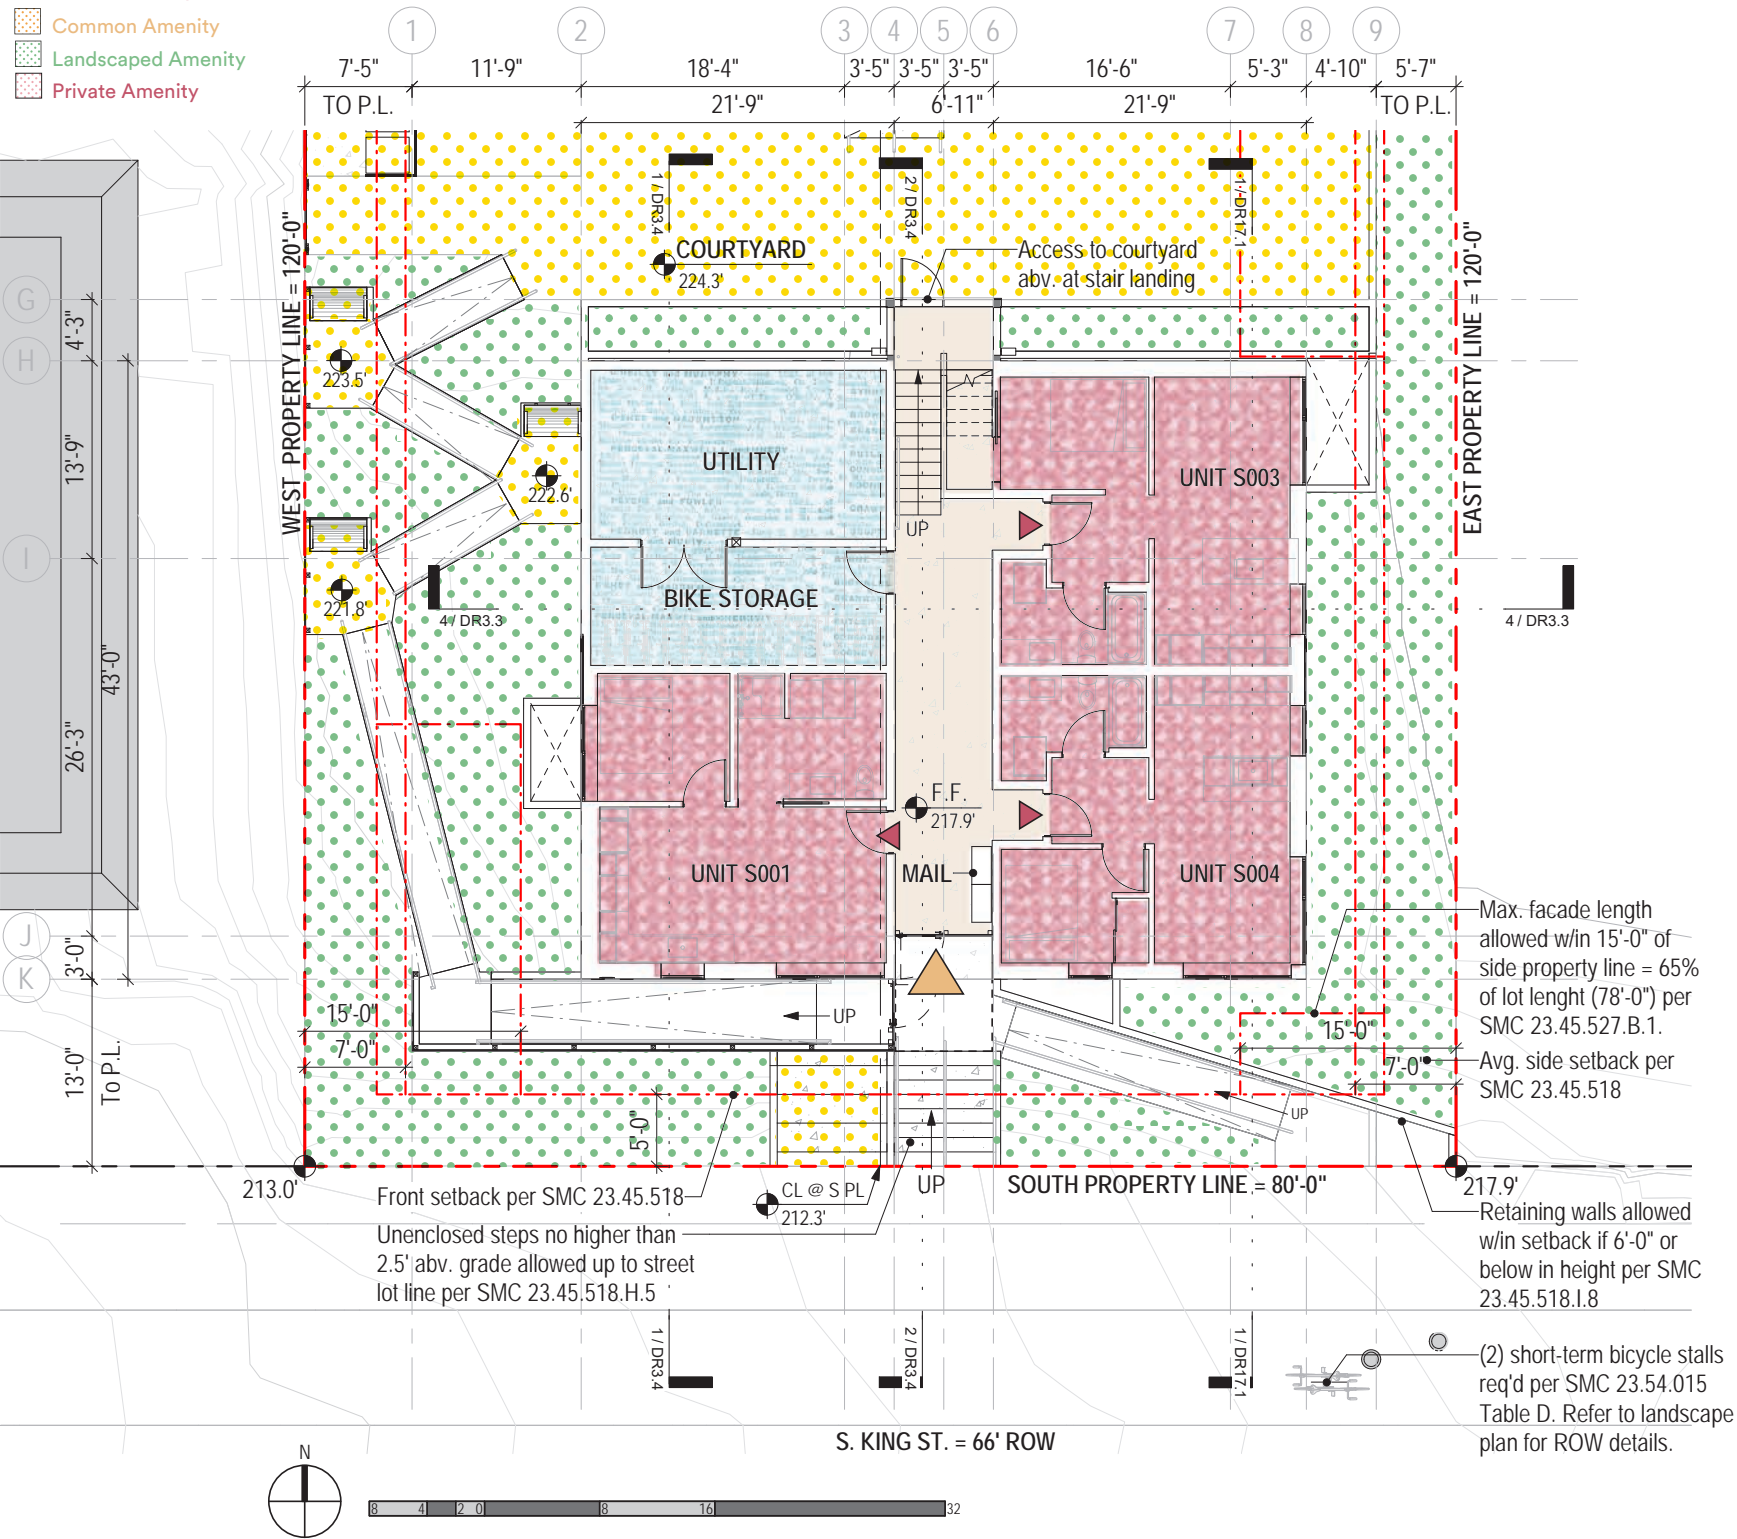 Common Amenity
Landscaped Amenity
Private Amenity
1 2 3 4 5 6 7 8 9
7'-5" 11'-9" 18'-4" 3'-5" 3'-5" 3'-5" 16'-6" 5'-3" 4'-10" 5'-7"
TO P.L. 21'-9" 6'-11" 21'-9" TO P.L.
1 / DR3.4
2 / DR3.4
1 / DR17.1
COURTYARD
224.3'
Access to courtyard
abv. at stair landing
WEST PROPERTY LINE = 120'-0"
EAST PROPERTY LINE = 120'-0"
G
4'-3"
H
223.5'
13'-9"
222.6'
UTILITY
UNIT S003
UP
I
221.8'
BIKE STORAGE
4 / DR3.3
4 / DR3.3
43'-0"
26'-3"
F.F.
217.9'
UNIT S001
MAIL
UNIT S004
J
3'-0"
K
Max. facade length
allowed w/in 15'-0" of
side property line = 65%
of lot lenght (78'-0") per
SMC 23.45.527.B.1.
15'-0"
UP
15'-0"
7'-0"
7'-0"
Avg. side setback per
SMC 23.45.518
13'-0"
To P.L.
5'-0"
UP
213.0'
Front setback per SMC 23.45.518
CL @ S PL
212.3'
UP
SOUTH PROPERTY LINE = 80'-0"
217.9'
Unenclosed steps no higher than
2.5' abv. grade allowed up to street
lot line per SMC 23.45.518.H.5
Retaining walls allowed
w/in setback if 6'-0" or
below in height per SMC
23.45.518.I.8
1 / DR3.4
2 / DR3.4
1 / DR17.1
(2) short-term bicycle stalls
req'd per SMC 23.54.015
Table D. Refer to landscape
plan for ROW details.
S. KING ST. = 66' ROW
N
8 4 2 0 8 16 32